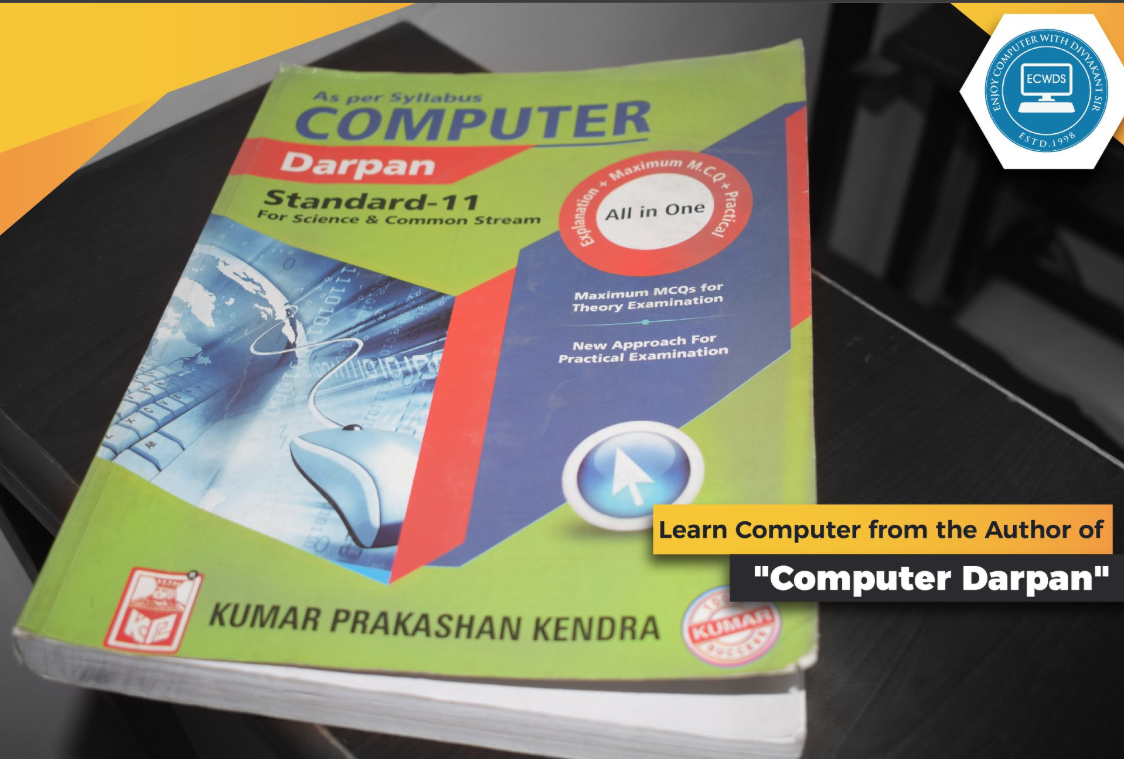 As per Syllabus
COMPUTER
Darpan
Standard-11
For Science & Common Stream
Explanation + Maximum M.C.Q + Practical
All in One
Maximum MCQs for
Theory Examination
New Approach For
Practical Examination
KUMAR PRAKASHAN KENDRA
KUMAR
SUCCESS
ENJOY COMPUTER WITH DIVYAKANT SIR
ECWDS
ESTD.1998
Learn Computer from the Author of
"Computer Darpan"